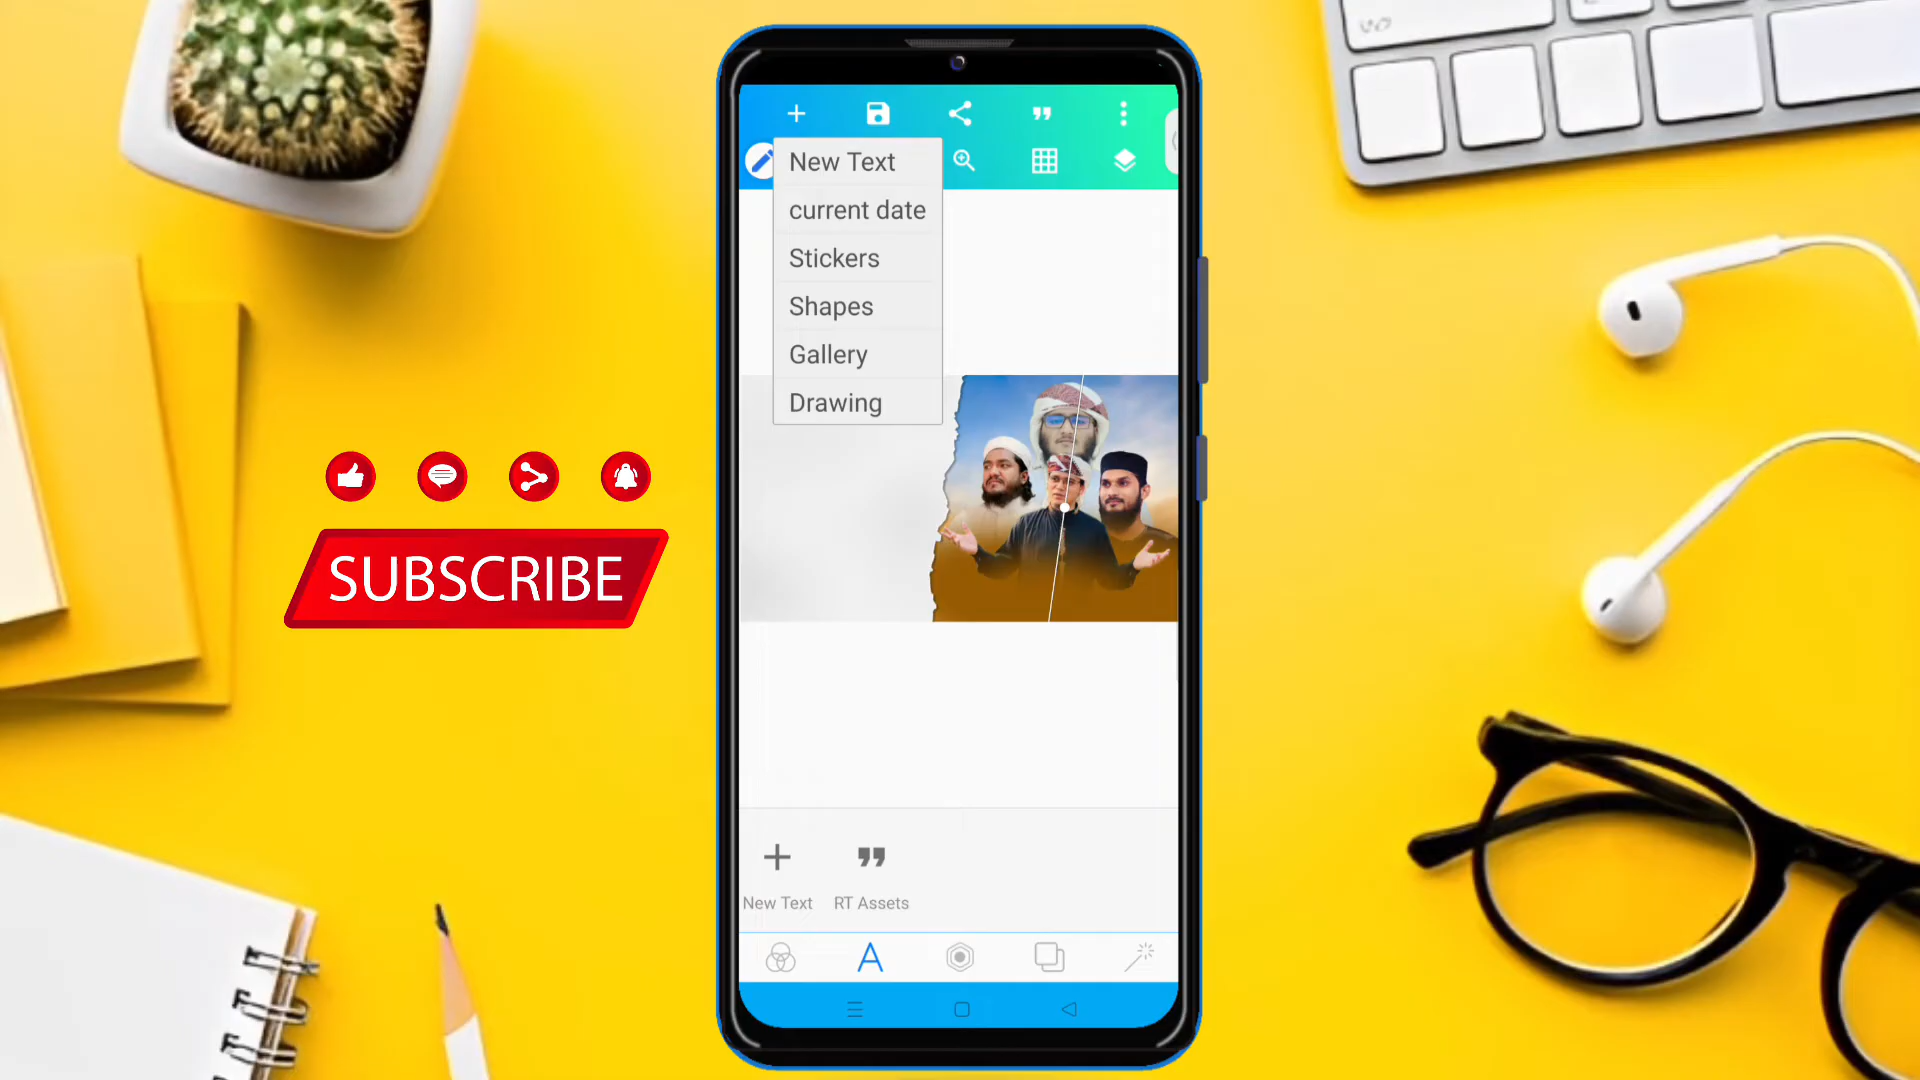 New Text
current date
Stickers
Shapes
Gallery
Drawing
SUBSCRIBE
New Text
RT Assets